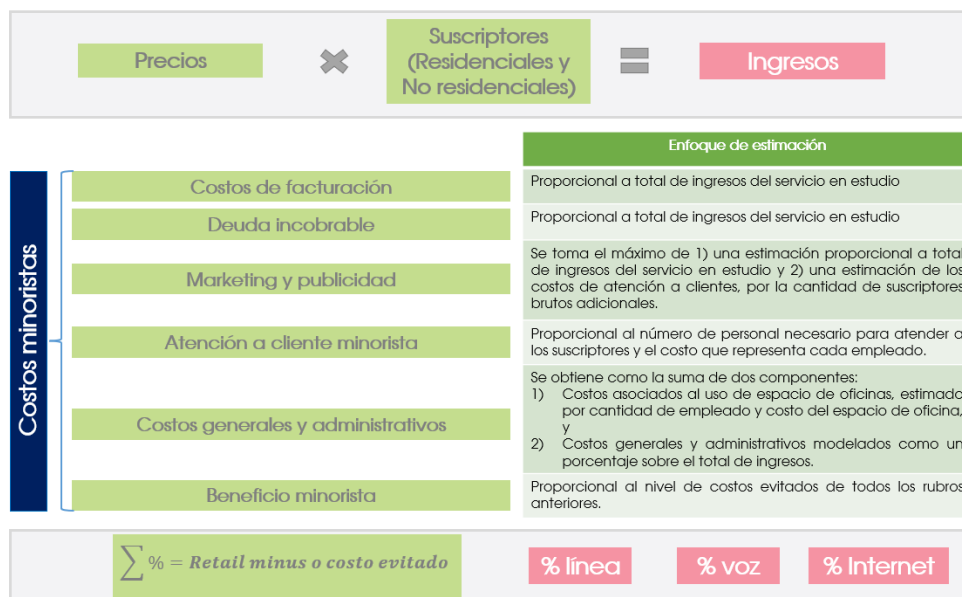 Precios
✖
Suscriptores
(Residenciales y
No residenciales)
=
Ingresos
Enfoque de estimación
Costos minoristas
Costos de facturación
Proporcional a total de ingresos del servicio en estudio
Deuda incobrable
Proporcional a total de ingresos del servicio en estudio
Marketing y publicidad
Se toma el máximo de 1) una estimación proporcional a total
de ingresos del servicio en estudio y 2) una estimación de los
costos de atención a clientes, por la cantidad de suscriptores
brutos adicionales.
Atención a cliente minorista
Proporcional al número de personal necesario para atender a
los suscriptores y el costo que representa cada empleado.
Costos generales y administrativos
Se obtiene como la suma de dos componentes:
1) Costos asociados al uso de espacio de oficinas, estimado
por cantidad de empleado y costo del espacio de oficina,
y
2) Costos generales y administrativos modelados como un
porcentaje sobre el total de ingresos.
Beneficio minorista
Proporcional al nivel de costos evitados de todos los rubros
anteriores.
∑ % = Retail minus o costo evitado
% línea
% voz
% Internet